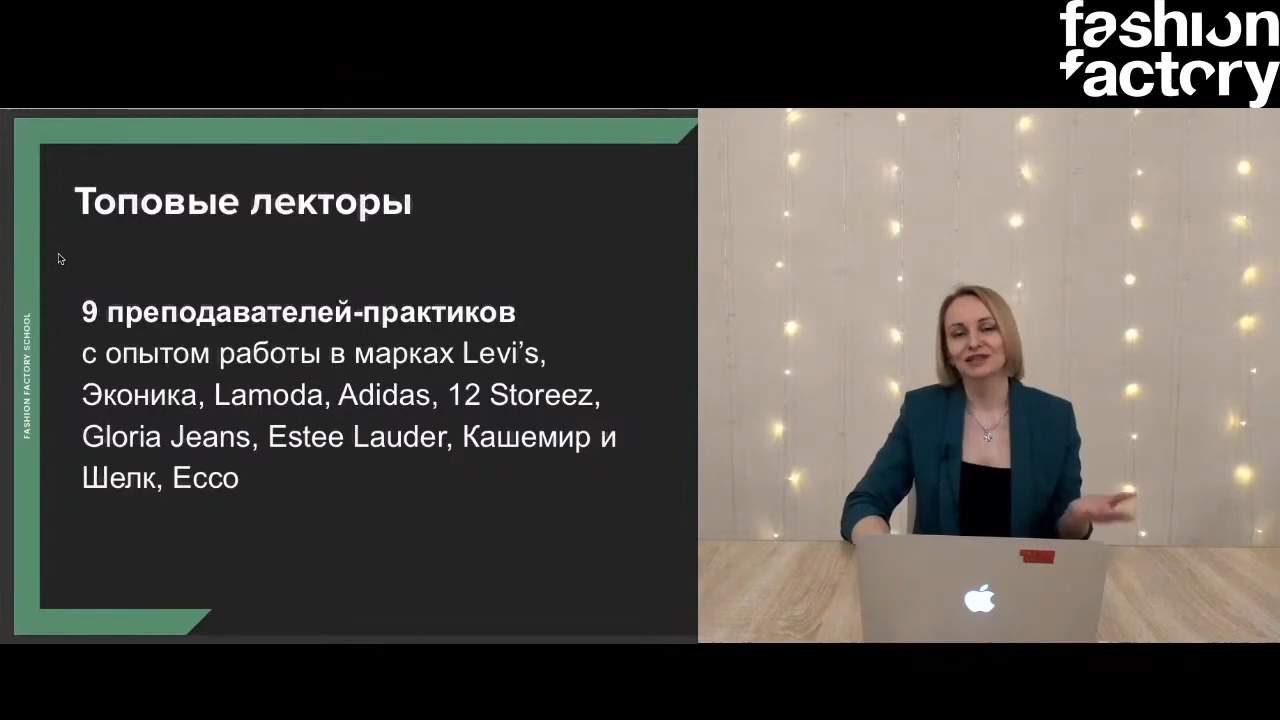 fashion
factory
Топовые лекторы
9 преподавателей-практиков
с опытом работы в марках Levi’s,
Эконика, Lamoda, Adidas, 12 Storeez,
Gloria Jeans, Estee Lauder, Кашемир и
Шелк, Ecco
FASHION FACTORY SCHOOL